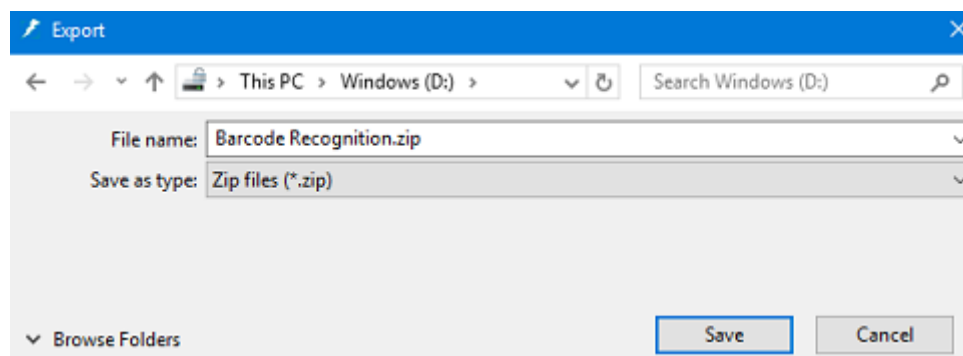 Export
This PC > Windows (D:) > Search Windows (D:)
File name: Barcode Recognition.zip
Save as type: Zip files (*.zip)
Browse Folders Save Cancel